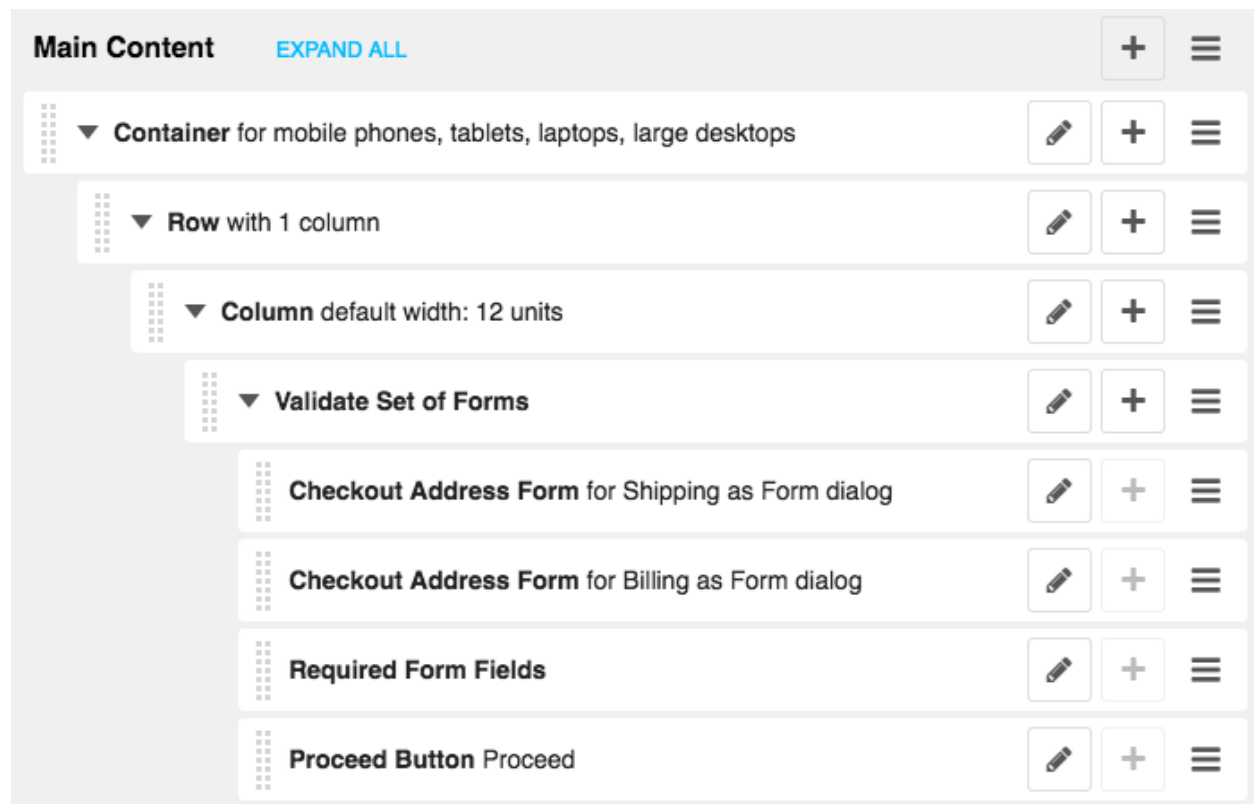 Main Content EXPAND ALL
Container for mobile phones, tablets, laptops, large desktops
Row with 1 column
Column default width: 12 units
Validate Set of Forms
Checkout Address Form for Shipping as Form dialog
Checkout Address Form for Billing as Form dialog
Required Form Fields
Proceed Button Proceed